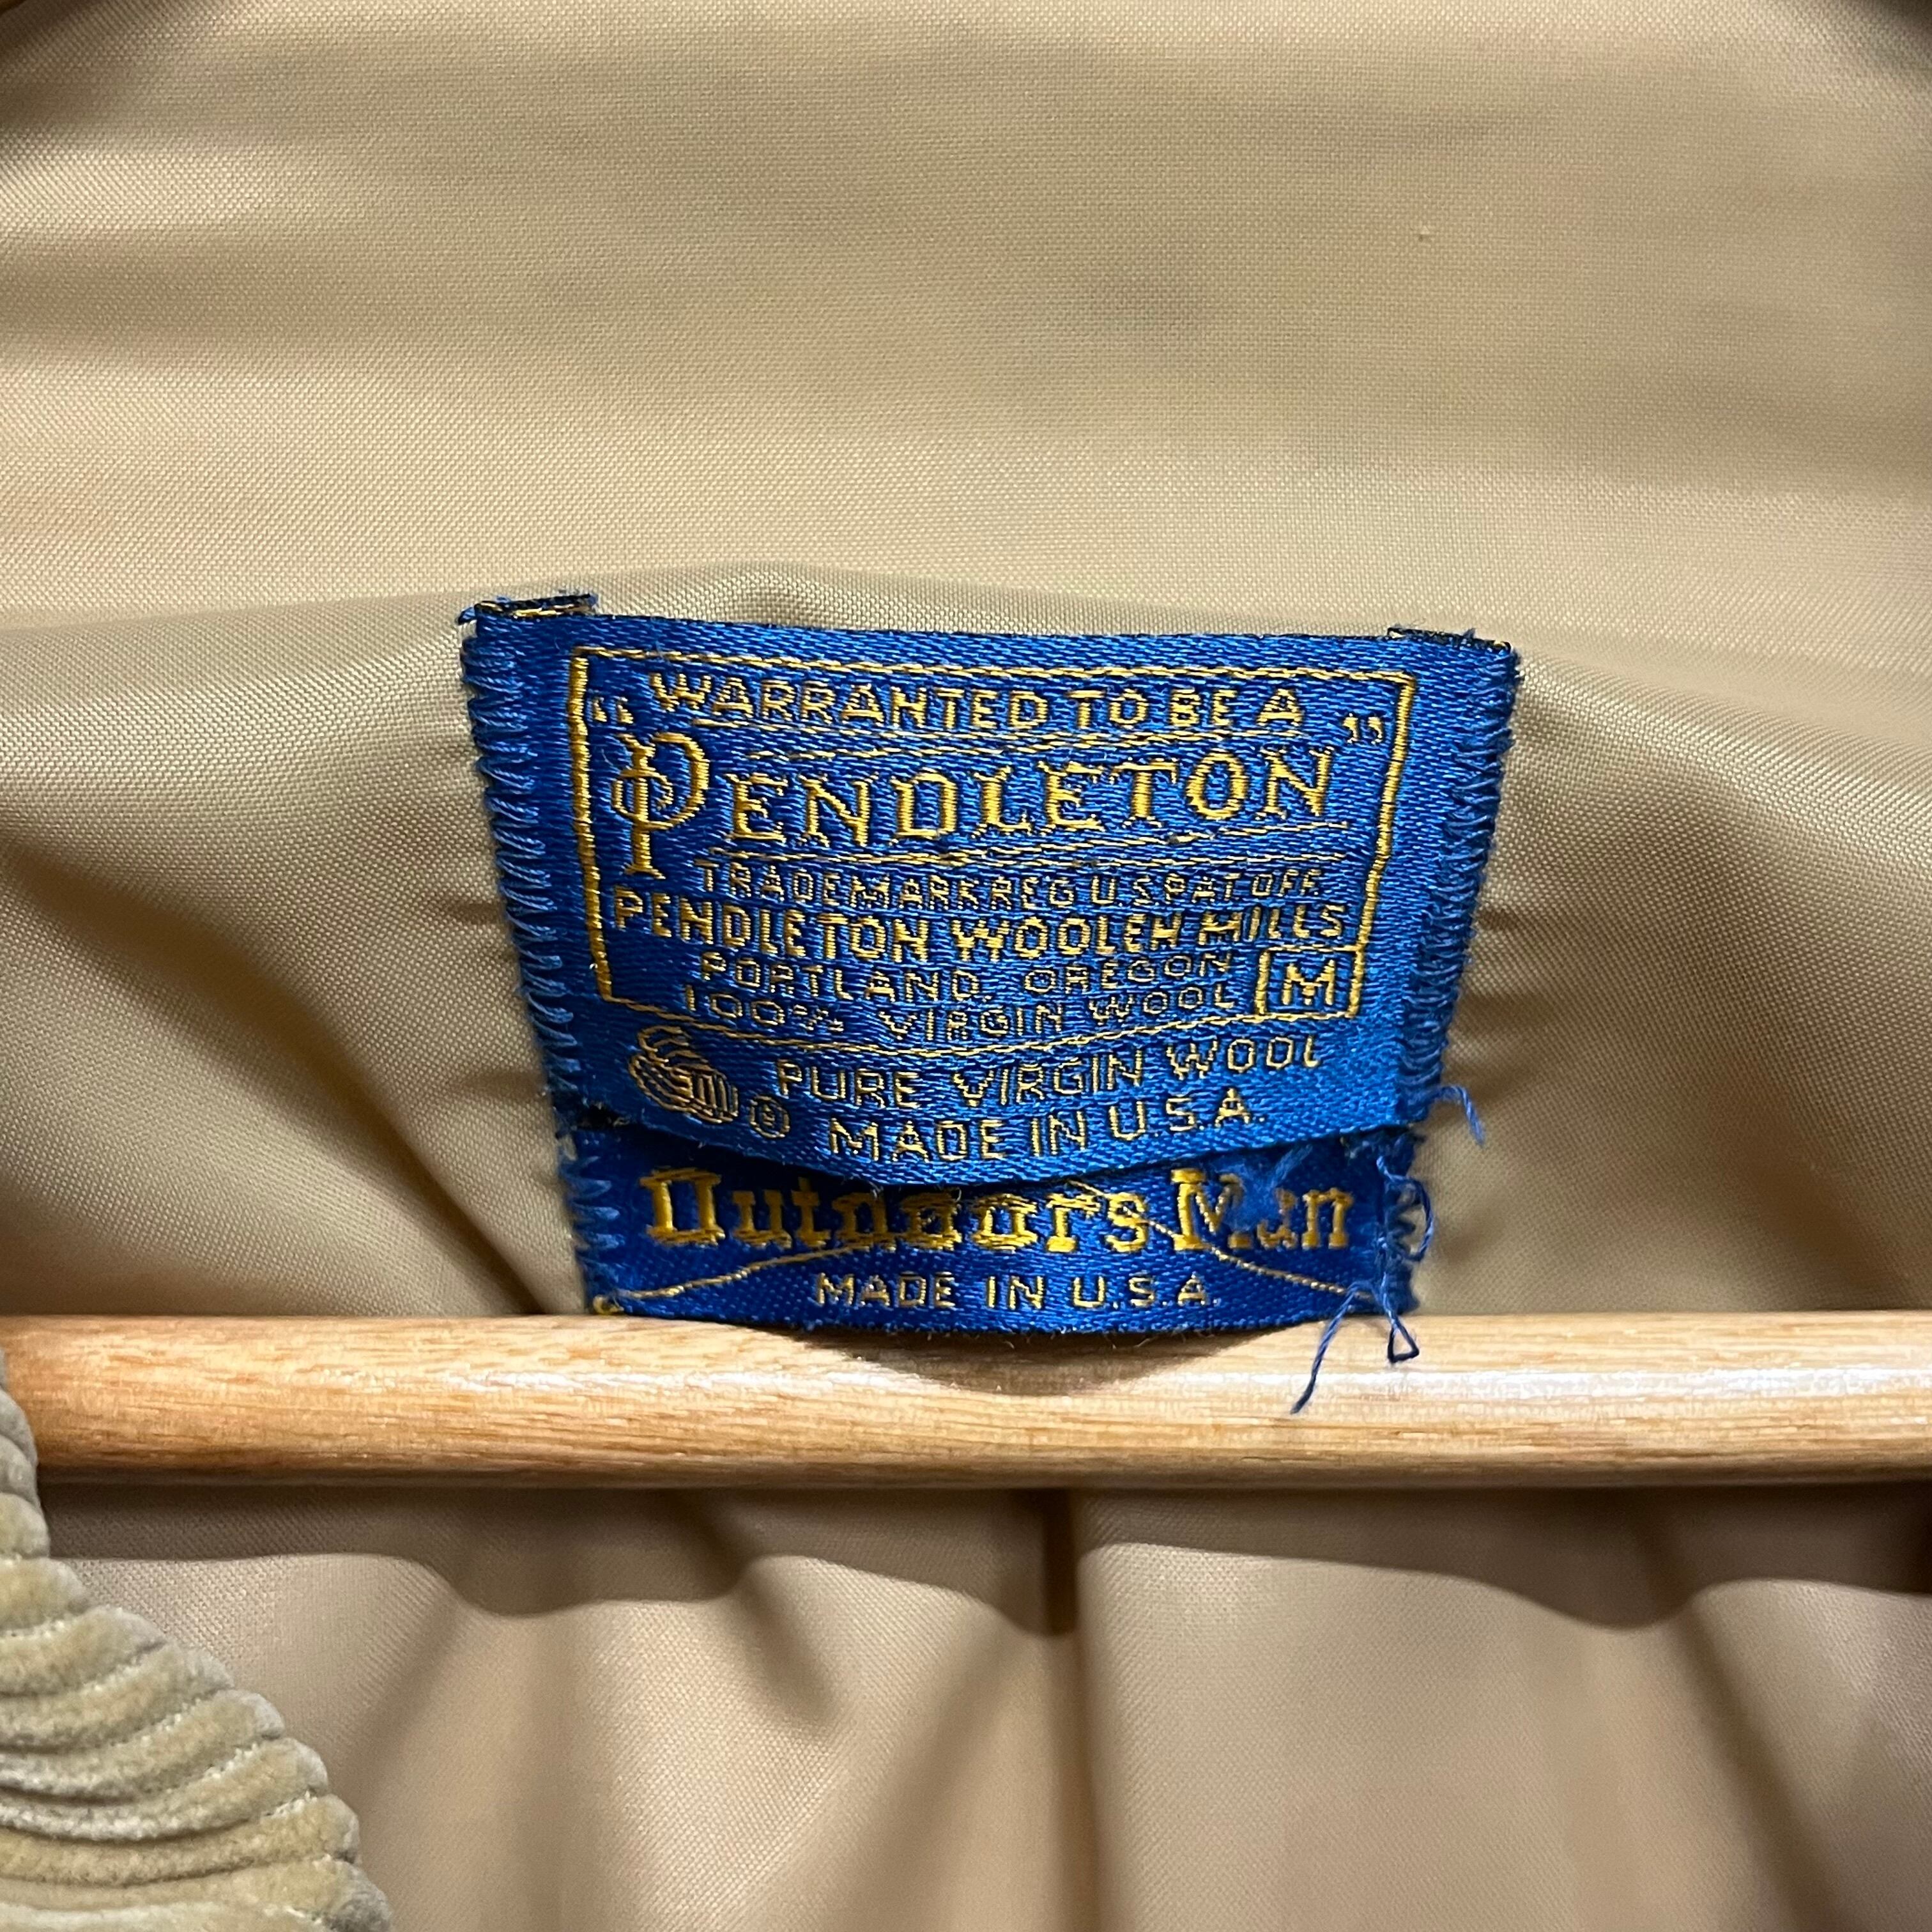 "WARRANTED TO BE A
PENDLETON"
TRADEMARK REG U.S. PAT. OFF.
PENDLETON WOOLEN MILLS
PORTLAND, OREGON
100% VIRGIN WOOL M
PURE VIRGIN WOOL
® MADE IN U.S.A.
Outdoors Man
MADE IN U.S.A.